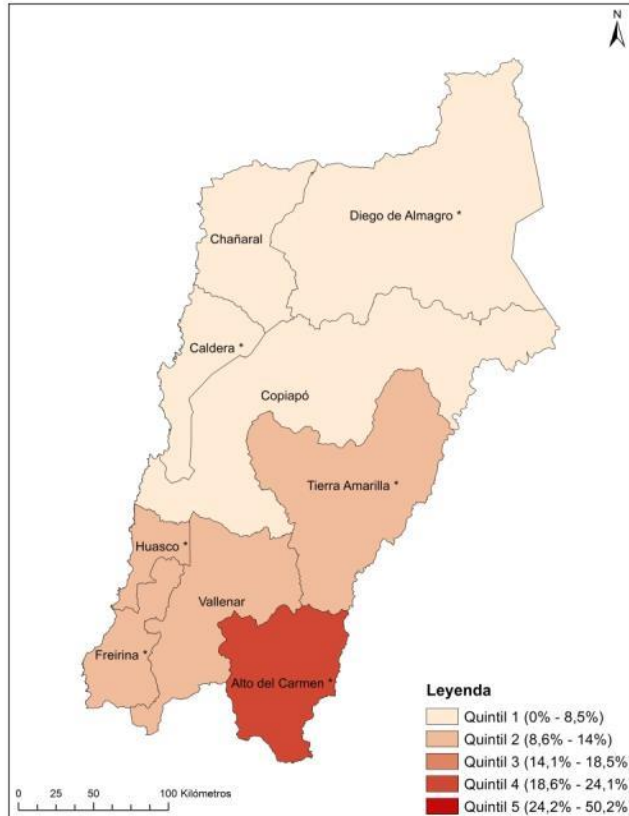 N
Diego de Almagro *
Chañaral
Caldera *
Copiapó
Tierra Amarilla *
Huasco *
Vallenar
Freirina *
Alto del Carmen *
Leyenda
Quintil 1 (0% - 8,5%)
Quintil 2 (8,6% - 14%)
Quintil 3 (14,1% - 18,5%)
Quintil 4 (18,6% - 24,1%)
Quintil 5 (24,2% - 50,2%)
0 25 50 100 Kilómetros